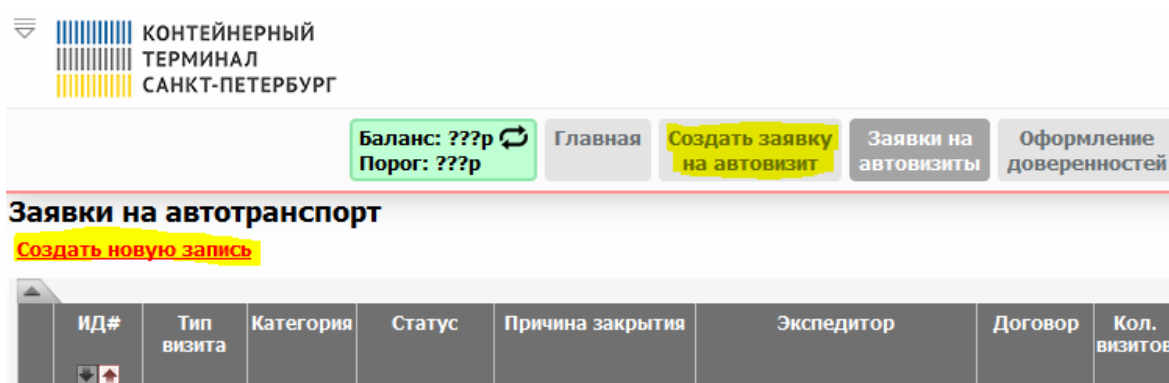 КОНТЕЙНЕРНЫЙ
ТЕРМИНАЛ
САНКТ-ПЕТЕРБУРГ
Баланс: ???р
Порог: ???р
Главная
Создать заявку
на автовизит
Заявки на
автовизиты
Оформление
доверенностей
Заявки на автотранспорт
Создать новую запись
ИД#
Тип
визита
Категория
Статус
Причина закрытия
Экспедитор
Договор
Кол.
визитов